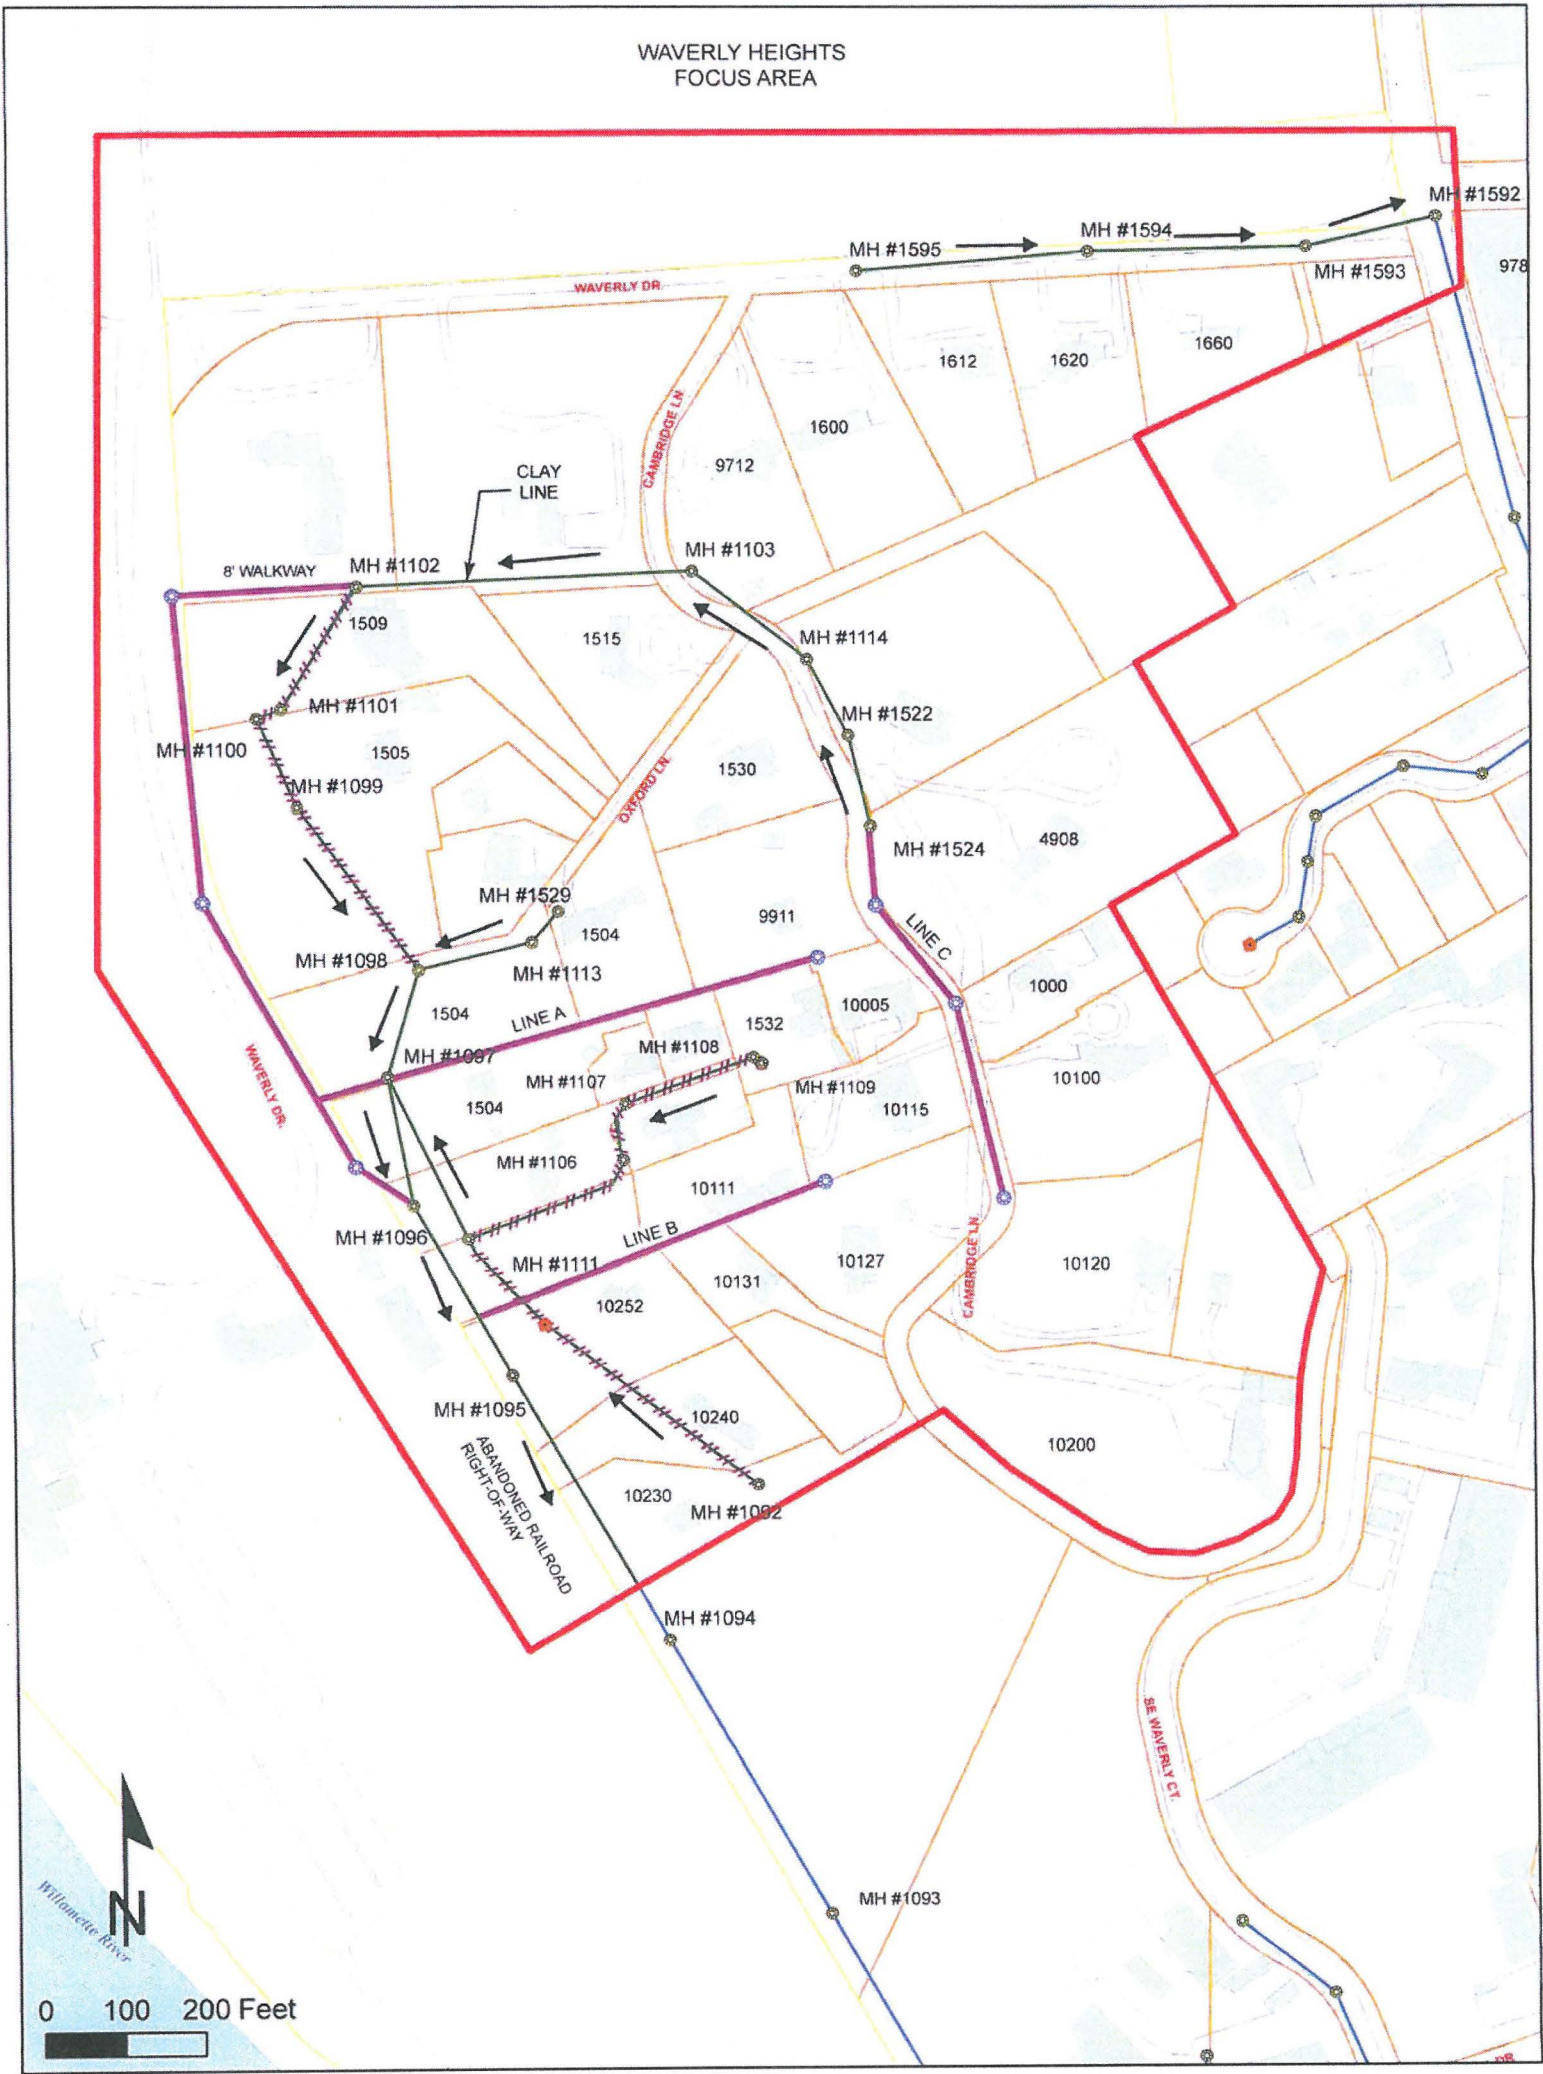 WAVERLY HEIGHTS
FOCUS AREA
MH #1592
MH #1594
MH #1595
MH #1593
978
WAVERLY DR.
1660
1612
1620
CAMBRIDGE LN.
1600
9712
CLAY
LINE
MH #1103
MH #1102
8' WALKWAY
1509
1515
MH #1114
MH #1101
MH #1522
MH #1100
1505
1530
MH #1099
OXFORD LN.
MH #1524
4908
MH #1529
9911
1504
LINE C
MH #1098
MH #1113
1000
1504
LINE A
10005
1532
MH #1097
MH #1108
WAVERLY DR.
MH #1107
MH #1109
10100
1504
10115
MH #1106
10111
MH #1096
LINE B
CAMBRIDGE LN.
MH #1111
10127
10120
10131
10252
MH #1095
10240
ABANDONED RAILROAD
RIGHT-OF-WAY
10200
10230
MH #1092
MH #1094
SE WAVERLY CT.
MH #1093
Willamette River
N
0 100 200 Feet
DR